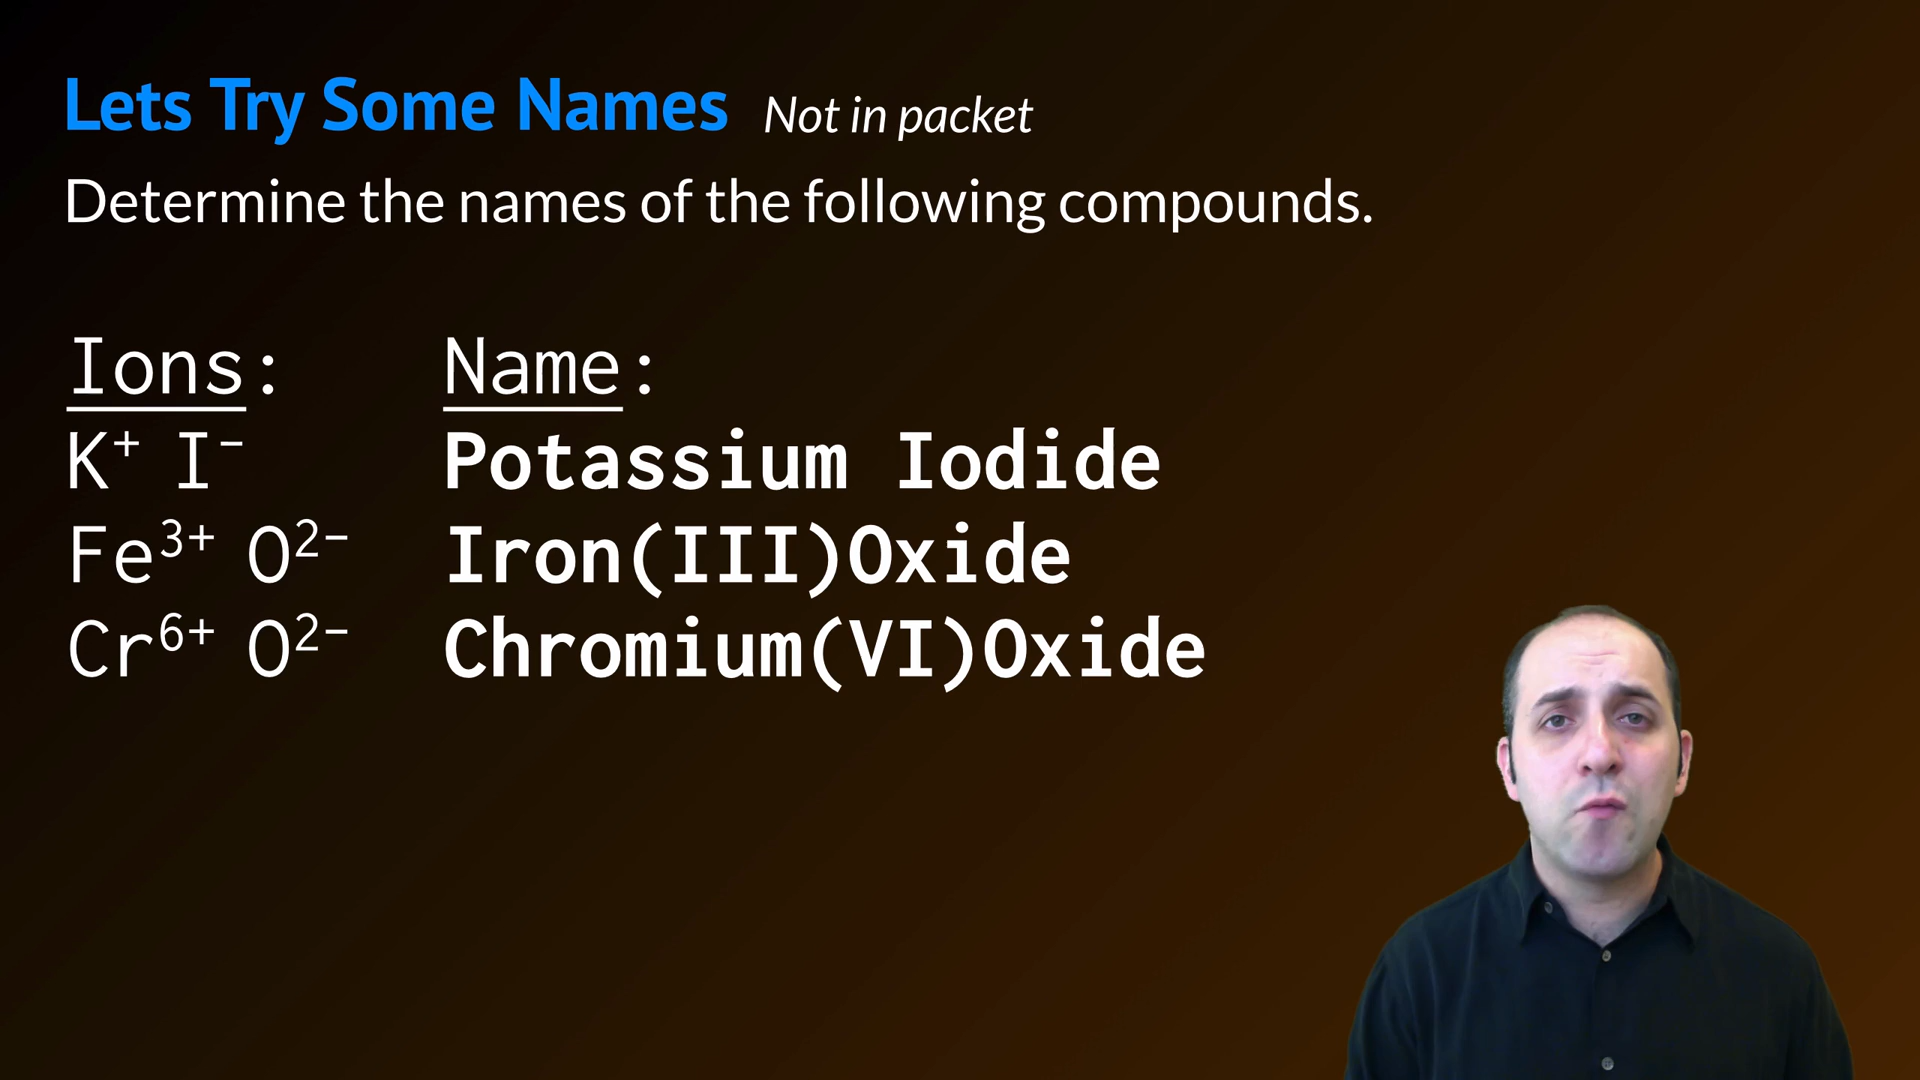 Lets Try Some Names Not in packet
Determine the names of the following compounds.
Ions: Name:
K⁺ I⁻ Potassium Iodide
Fe³⁺ O²⁻ Iron(III)Oxide
Cr⁶⁺ O²⁻ Chromium(VI)Oxide